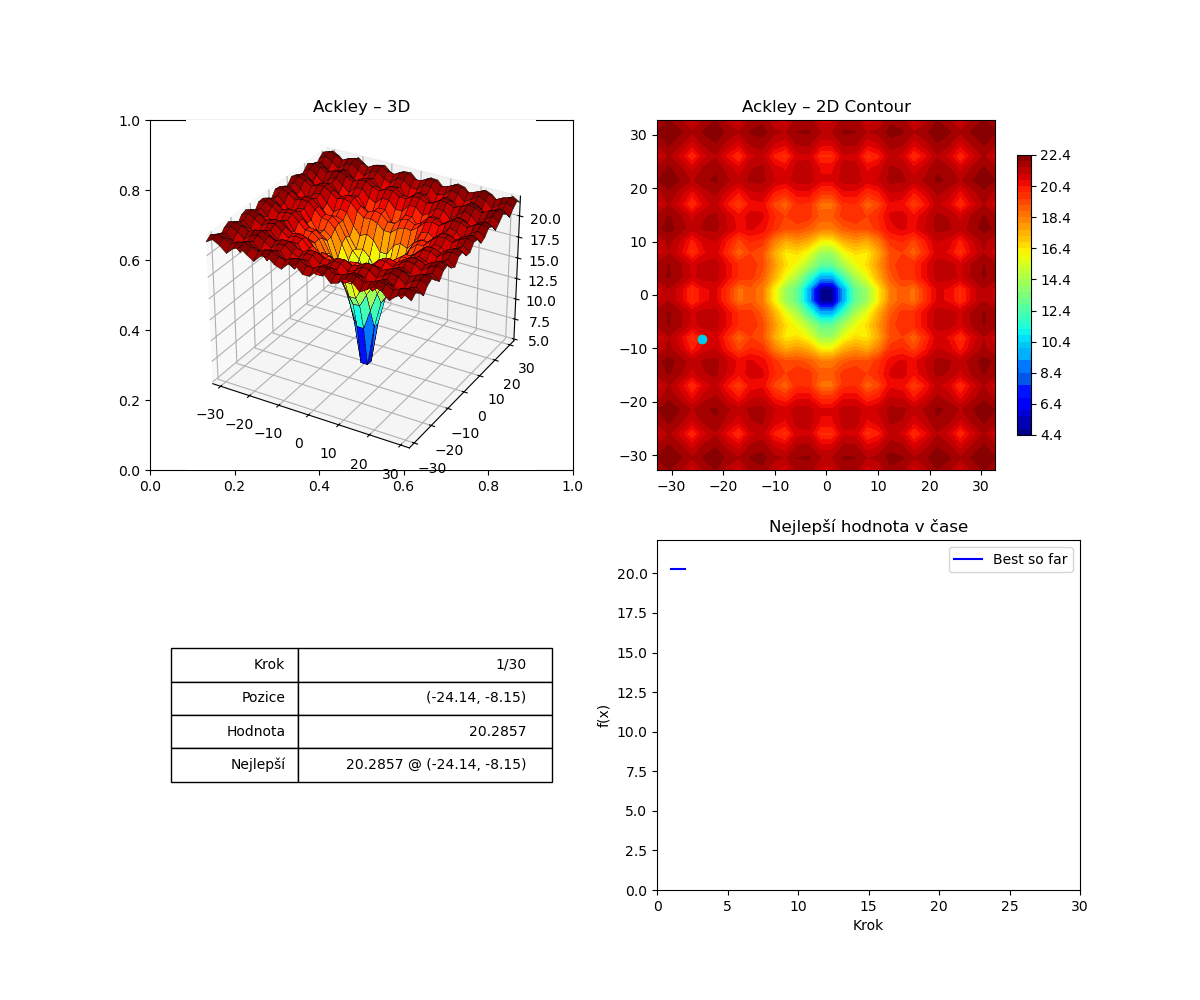 Ackley – 3D
1.0
0.8
0.6
0.4
0.2
0.0
0.0 0.2 0.4 0.6 0.8 1.0
20.0
17.5
15.0
12.5
10.0
7.5
5.0
−30 −20 −10 0 10 20 30
−30 −20 −10 0 10 20 30
Ackley – 2D Contour
30
20
10
0
−10
−20
−30
−30 −20 −10 0 10 20 30
22.4
20.4
18.4
16.4
14.4
12.4
10.4
8.4
6.4
4.4
Krok 1/30
Pozice (-24.14, -8.15)
Hodnota 20.2857
Nejlepší 20.2857 @ (-24.14, -8.15)
Nejlepší hodnota v čase
Best so far
f(x)
20.0
17.5
15.0
12.5
10.0
7.5
5.0
2.5
0.0
0 5 10 15 20 25 30
Krok